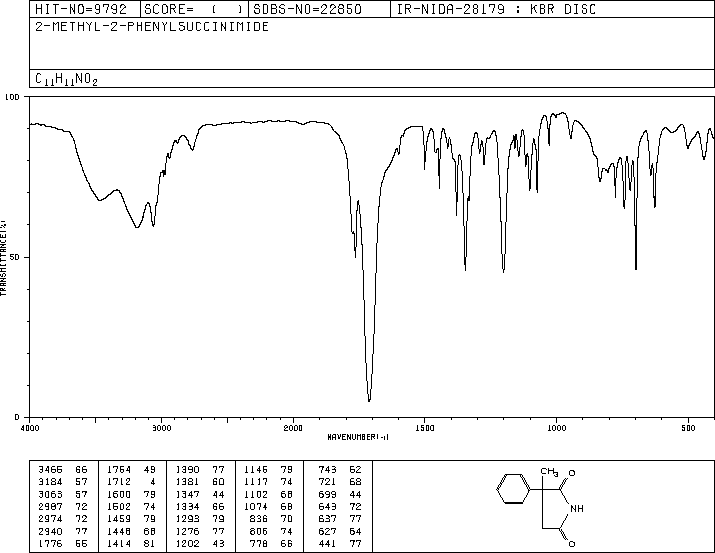 HIT-NO=9792 SCORE= ( ) SDBS-NO=22850 IR-NIDA-28179 : KBR DISC
2-METHYL-2-PHENYLSUCCINIMIDE
C₁₁H₁₁NO₂
100
50
0
TRANSMITTANCE(%)
4000 3000 2000 1500 1000 500
WAVENUMBER(-1)
3466 66 1764 49 1390 77 1146 79 743 62
3184 57 1712 4 1381 60 1117 74 721 68
3063 57 1600 79 1347 44 1102 68 699 44
2987 72 1502 74 1334 66 1074 68 649 72
2974 72 1459 79 1293 79 836 70 637 77
2940 77 1448 68 1276 77 806 74 627 64
1776 55 1414 81 1202 43 778 66 441 77
CH₃
O
NH
O